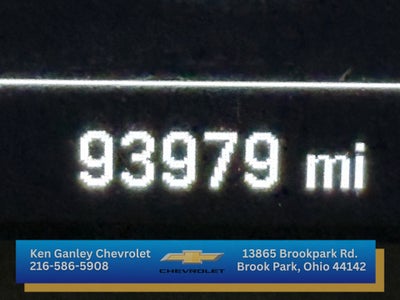 93979 mi
Ken Ganley Chevrolet
216-586-5908
CHEVROLET
13865 Brookpark Rd.
Brook Park, Ohio 44142